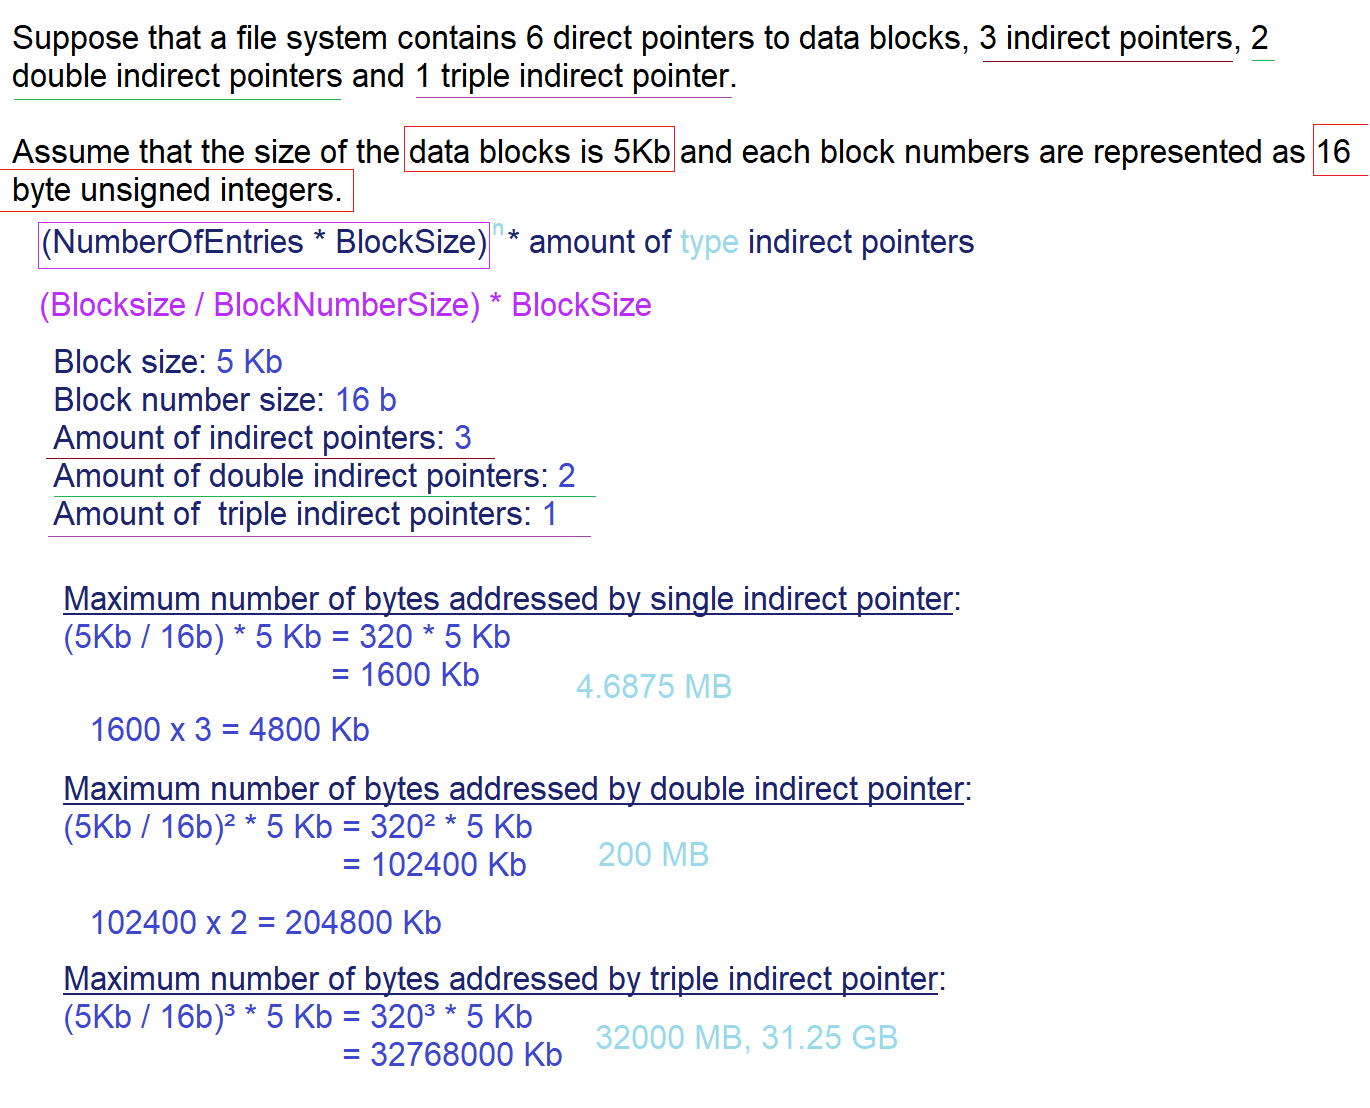 Suppose that a file system contains 6 direct pointers to data blocks, 3 indirect pointers, 2
double indirect pointers and 1 triple indirect pointer.
Assume that the size of the data blocks is 5Kb and each block numbers are represented as 16
byte unsigned integers.
(NumberOfEntries * BlockSize)ⁿ * amount of type indirect pointers
(Blocksize / BlockNumberSize) * BlockSize
Block size: 5 Kb
Block number size: 16 b
Amount of indirect pointers: 3
Amount of double indirect pointers: 2
Amount of  triple indirect pointers: 1
Maximum number of bytes addressed by single indirect pointer:
(5Kb / 16b) * 5 Kb = 320 * 5 Kb
= 1600 Kb
4.6875 MB
1600 x 3 = 4800 Kb
Maximum number of bytes addressed by double indirect pointer:
(5Kb / 16b)² * 5 Kb = 320² * 5 Kb
= 102400 Kb
200 MB
102400 x 2 = 204800 Kb
Maximum number of bytes addressed by triple indirect pointer:
(5Kb / 16b)³ * 5 Kb = 320³ * 5 Kb
32000 MB, 31.25 GB
= 32768000 Kb